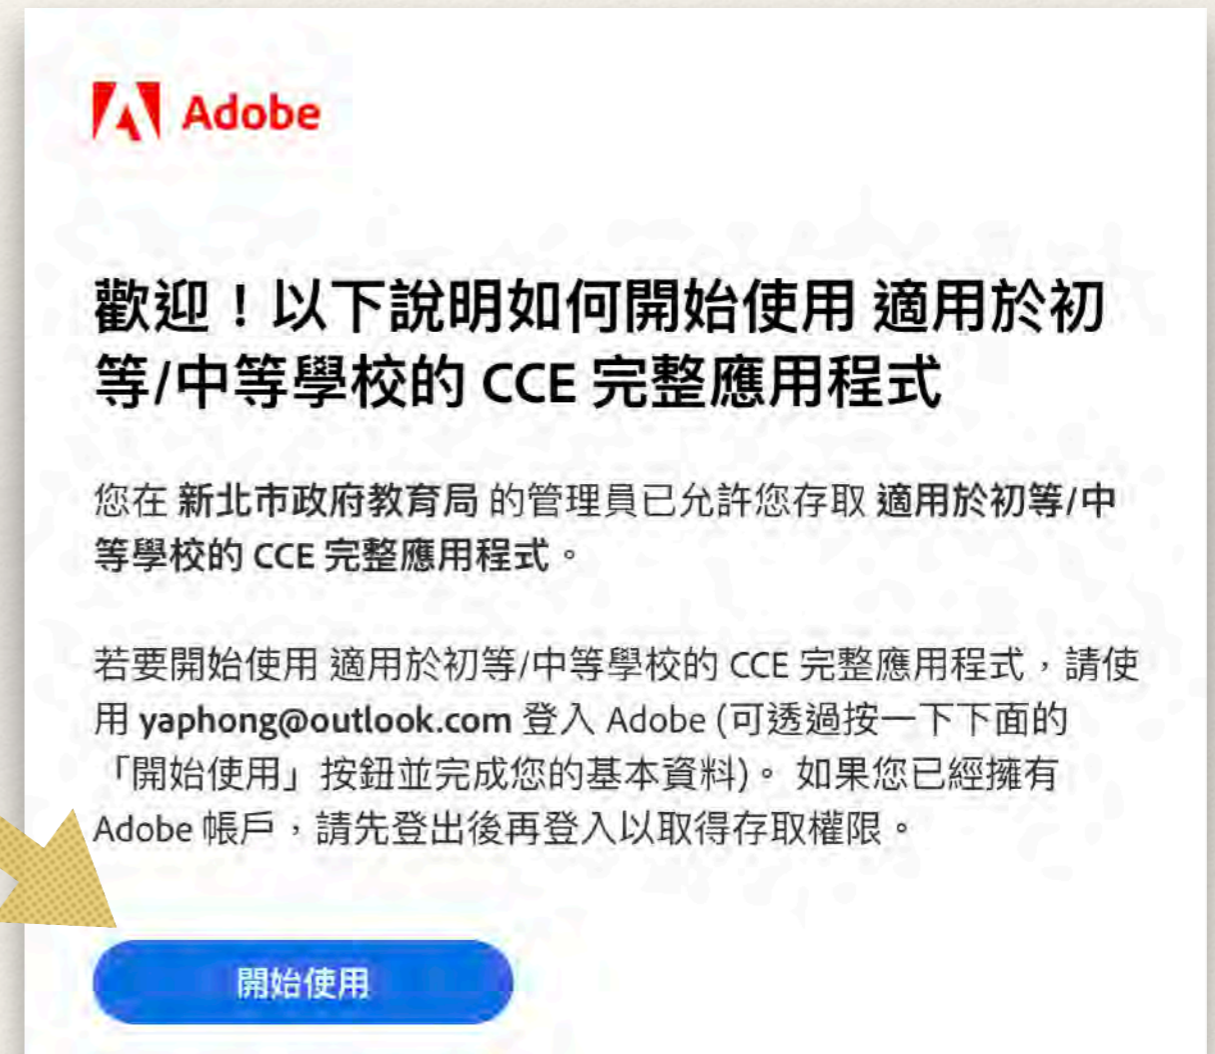 Adobe
歡迎！以下說明如何開始使用 適用於初
等/中等學校的 CCE 完整應用程式
您在 新北市政府教育局 的管理員已允許您存取 適用於初等/中
等學校的 CCE 完整應用程式。
若要開始使用 適用於初等/中等學校的 CCE 完整應用程式，請使
用 yaphong@outlook.com 登入 Adobe (可透過按一下下面的
「開始使用」按鈕並完成您的基本資料)。 如果您已經擁有
Adobe 帳戶，請先登出後再登入以取得存取權限。
開始使用